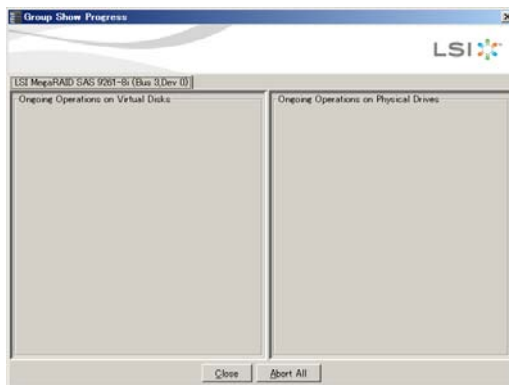 Group Show Progress
LSI
LSI MegaRAID SAS 9261-8i (Bus 3,Dev 0)
Ongoing Operations on Virtual Disks
Ongoing Operations on Physical Drives
Close
Abort All